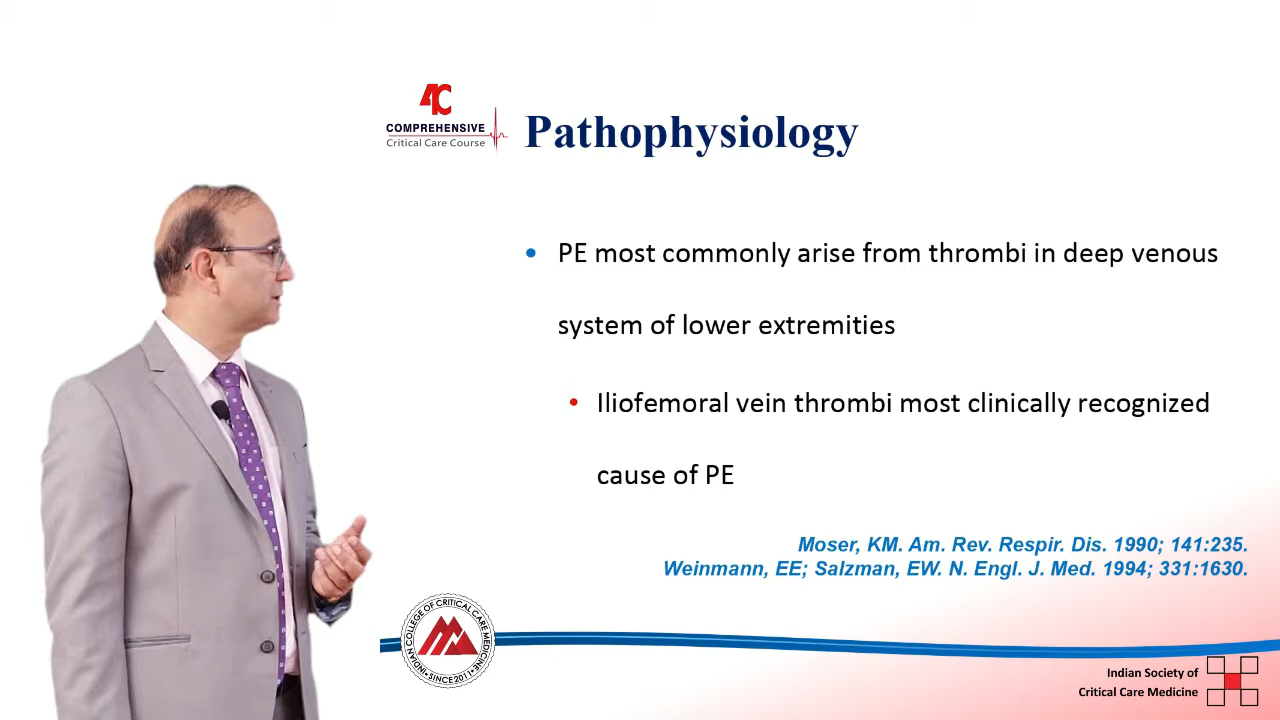 4C
COMPREHENSIVE
Critical Care Course
Pathophysiology
• PE most commonly arise from thrombi in deep venous
system of lower extremities
• Iliofemoral vein thrombi most clinically recognized
cause of PE
Moser, KM. Am. Rev. Respir. Dis. 1990; 141:235.
Weinmann, EE; Salzman, EW. N. Engl. J. Med. 1994; 331:1630.
INDIAN COLLEGE OF CRITICAL CARE MEDICINE
• SINCE 2011 •
Indian Society of
Critical Care Medicine